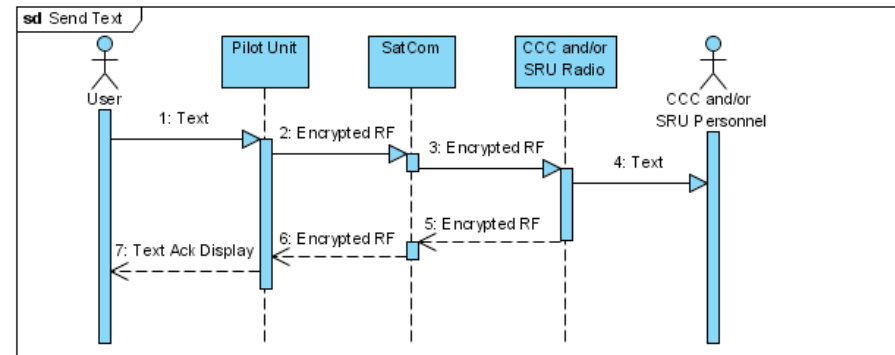 sd Send Text
User
Pilot Unit
SatCom
CCC and/or
SRU Radio
CCC and/or
SRU Personnel
1: Text
2: Encrypted RF
3: Encrypted RF
4: Text
5: Encrypted RF
6: Encrypted RF
7: Text Ack Display